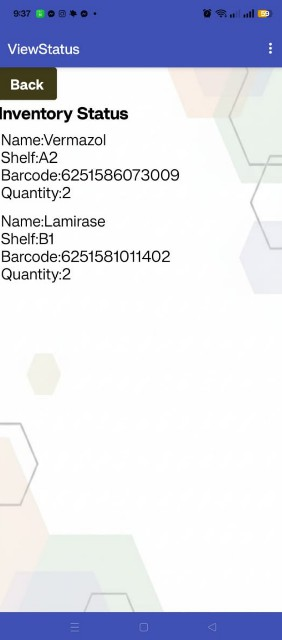 9:37
59
ViewStatus
Back
Inventory Status
Name:Vermazol
Shelf:A2
Barcode:6251586073009
Quantity:2
Name:Lamirase
Shelf:B1
Barcode:6251581011402
Quantity:2